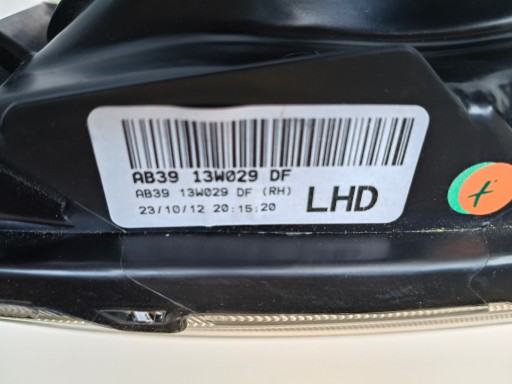 AB39 13W029 DF
AB39 13W029 DF (RH)
23/10/12 20:15:20
LHD